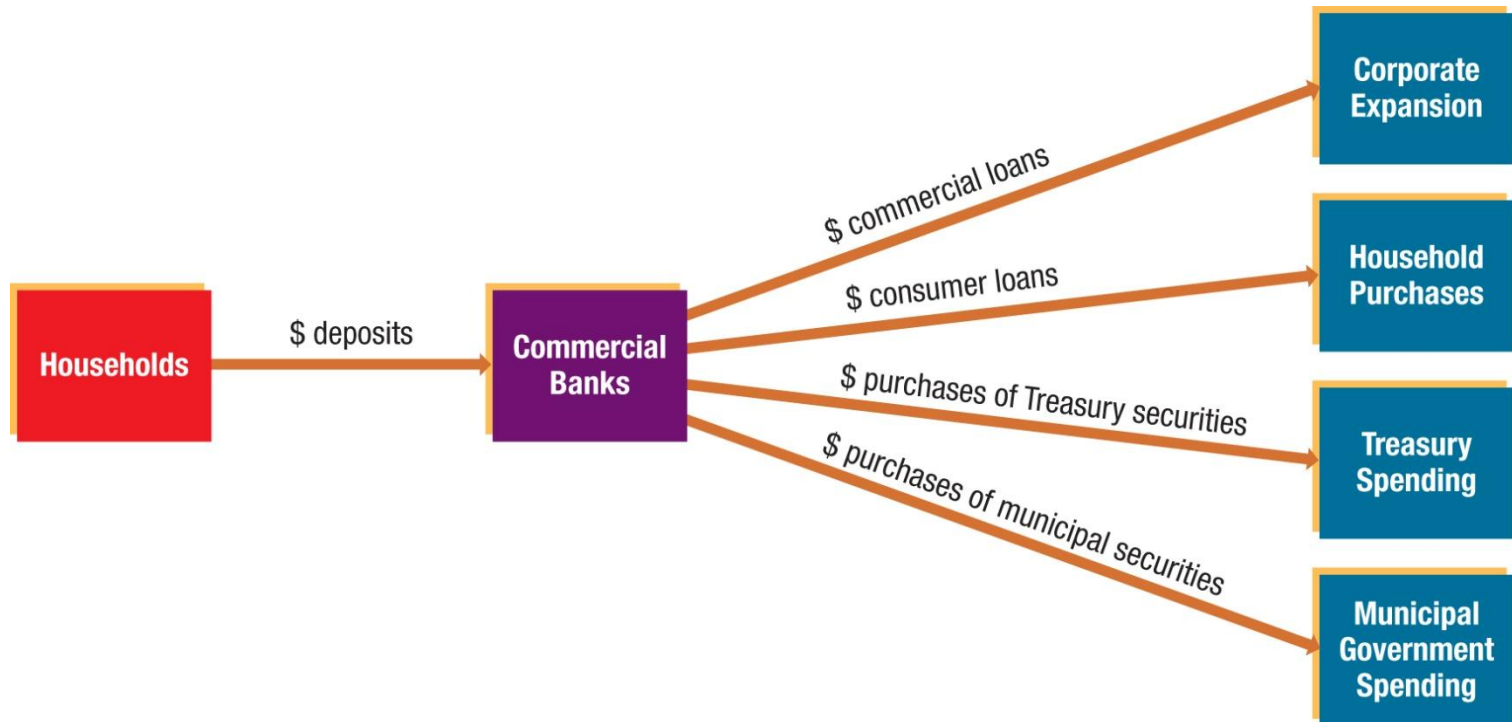 Households
$ deposits
Commercial
Banks
$ commercial loans
$ consumer loans
$ purchases of Treasury securities
$ purchases of municipal securities
Corporate
Expansion
Household
Purchases
Treasury
Spending
Municipal
Government
Spending